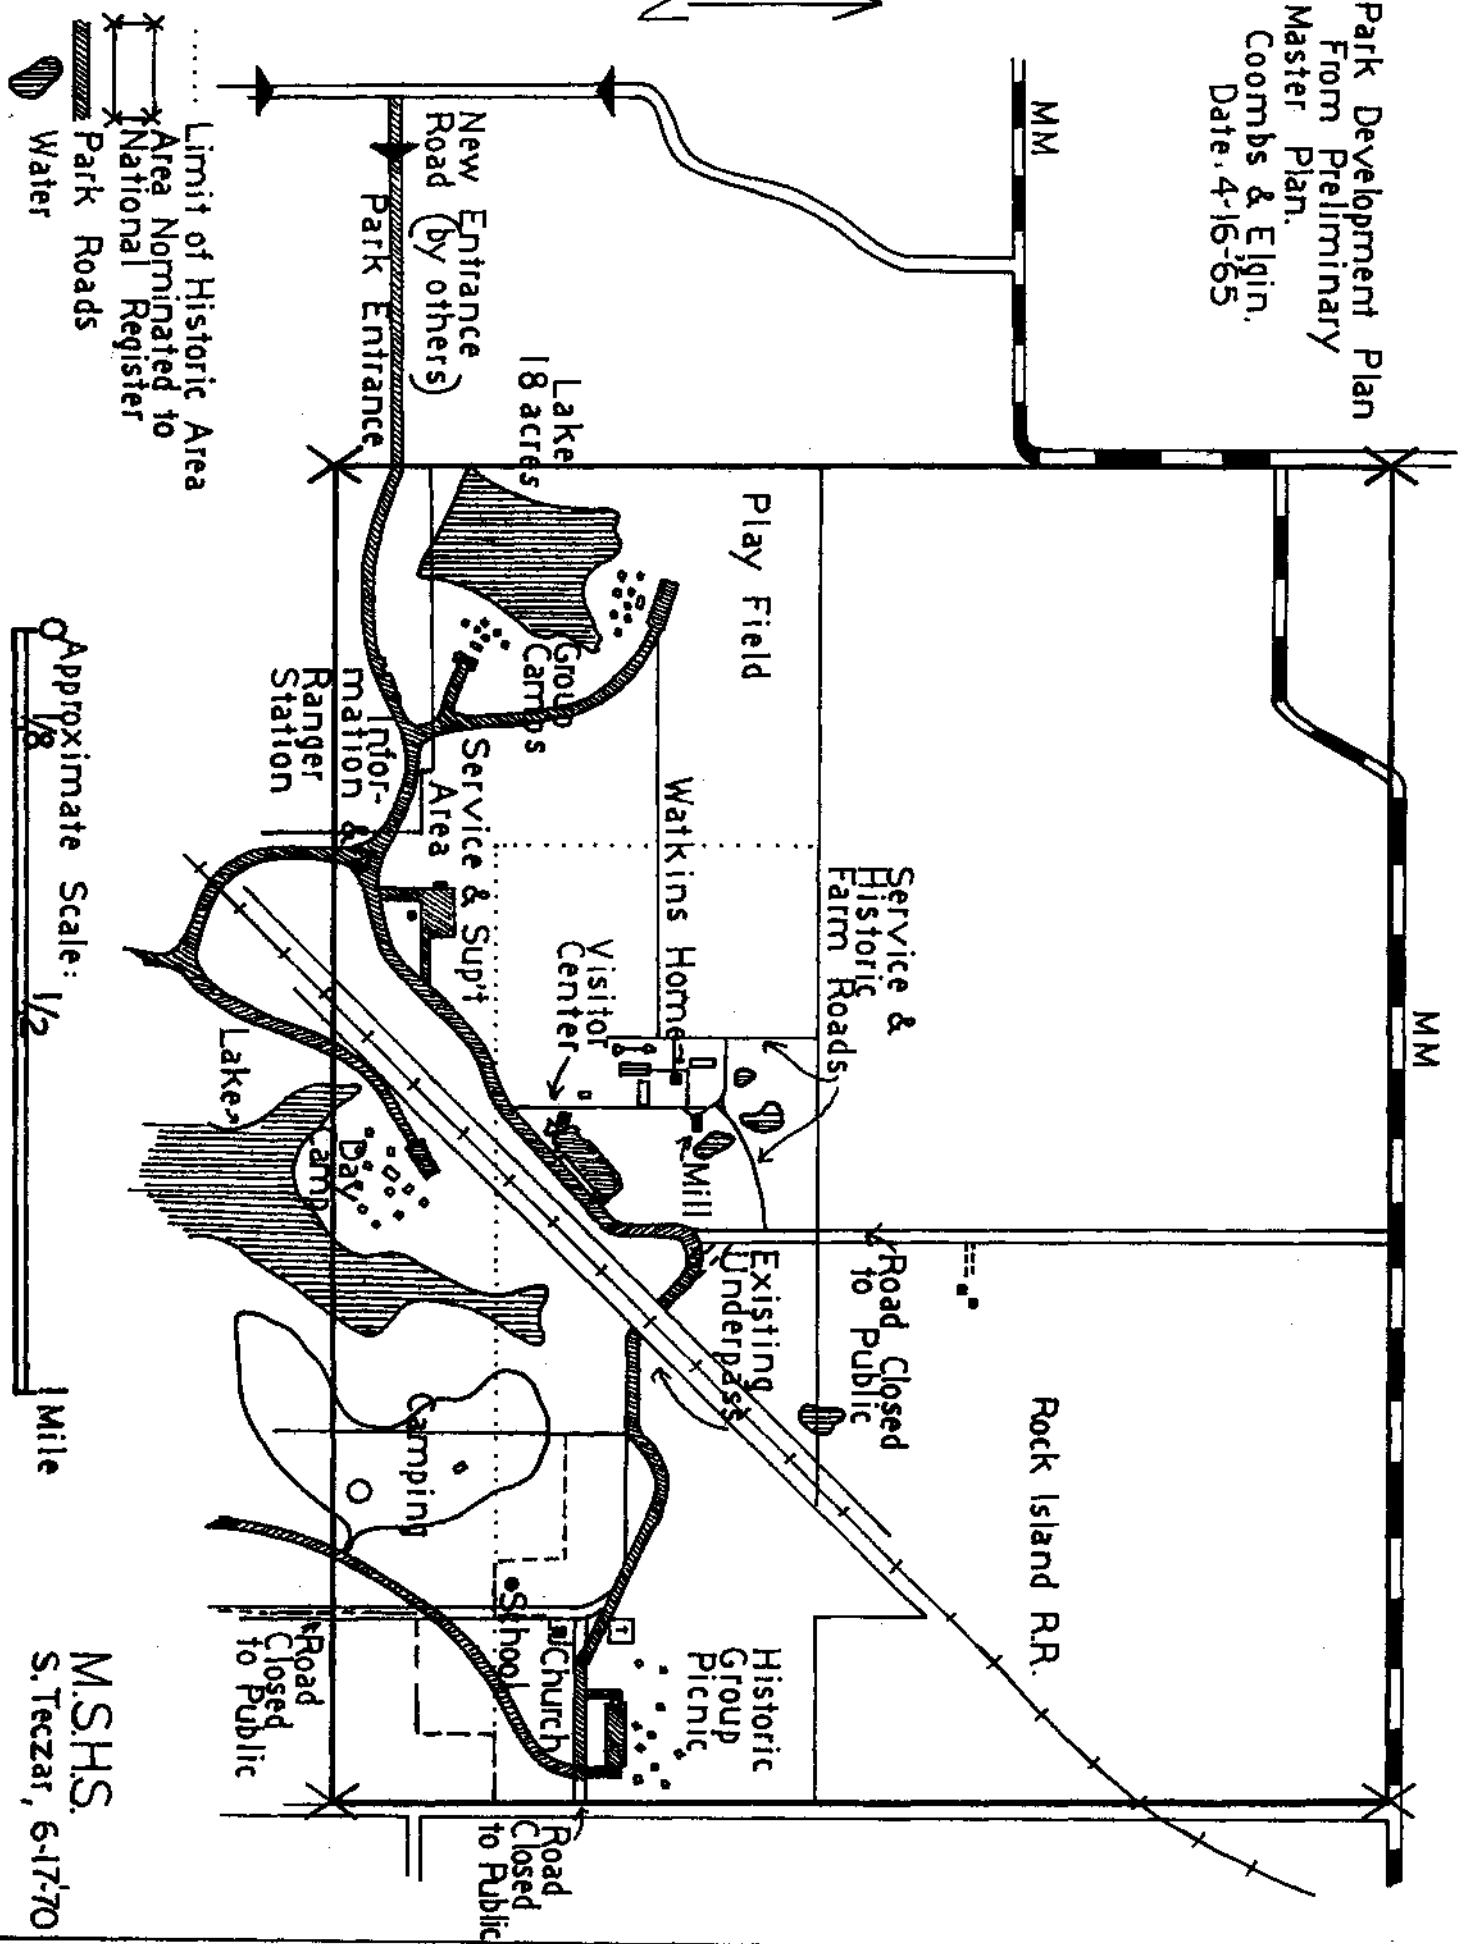 Park Development Plan
From Preliminary
Master Plan.
Coombs & Elgin.
Date: 4-16-65
MM
MM
New Entrance
Road (by others)
Park Entrance
Lake
18 acres
Play Field
Group
Camps
Infor-
mation &
Ranger
Station
Service & Sup't
Area
Watkins Home
Visitor
Center
Service &
Historic
Farm Roads
Mill
Existing
Underpass
Road Closed
to Public
Rock Island R.R.
Lake
Day
Camp
Camping
School
Church
Historic
Group
Picnic
Road
Closed
to Public
Road
Closed
to Public
Limit of Historic Area
Area Nominated to
National Register
Park Roads
Water
Approximate Scale:
0 1/8 1/2 1 Mile
M.S.H.S.
S. Teczar, 6-17-70